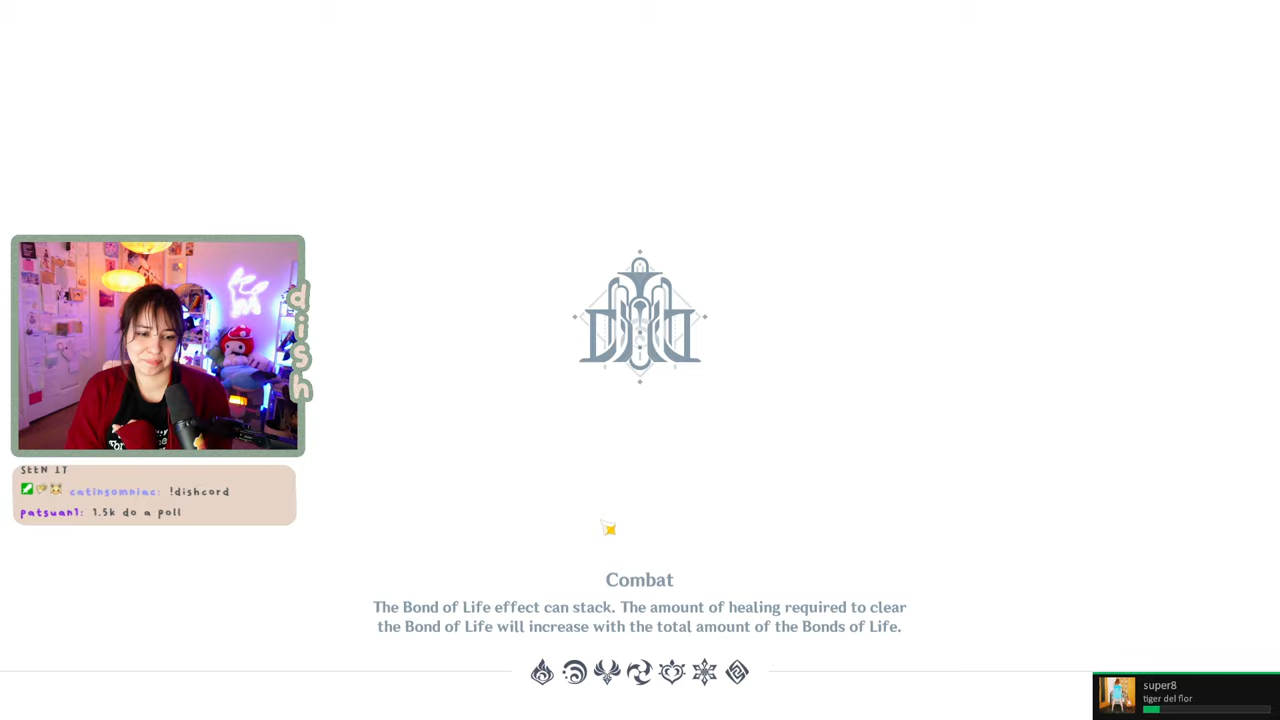 dish
SEEN IT
catinsomniac: !dishcord
patsuan1: 1.5k do a poll
Combat
The Bond of Life effect can stack. The amount of healing required to clear
the Bond of Life will increase with the total amount of the Bonds of Life.
super8
tiger del flor